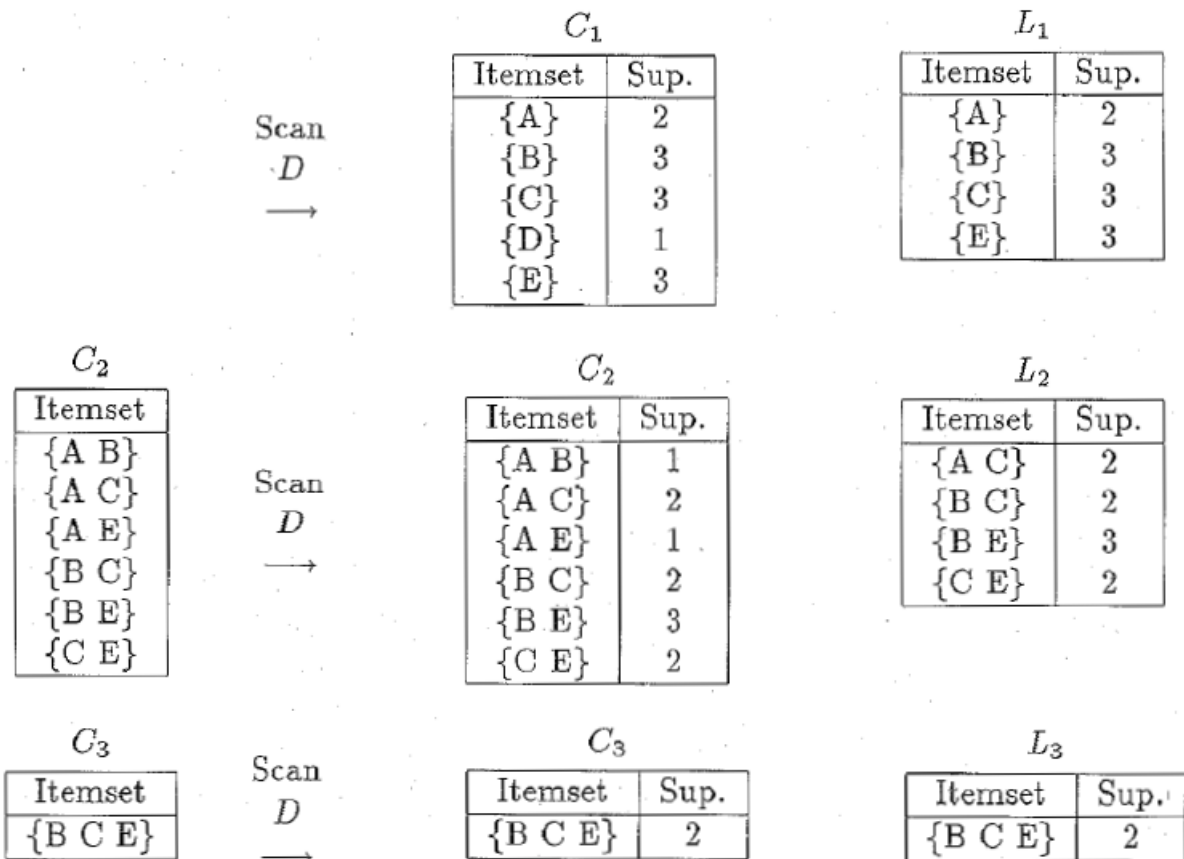 C₁
Itemset Sup.
{A} 2
{B} 3
{C} 3
{D} 1
{E} 3
Scan
D
→
L₁
Itemset Sup.
{A} 2
{B} 3
{C} 3
{E} 3
C₂
Itemset
{A B}
{A C}
{A E}
{B C}
{B E}
{C E}
Scan
D
→
C₂
Itemset Sup.
{A B} 1
{A C} 2
{A E} 1
{B C} 2
{B E} 3
{C E} 2
L₂
Itemset Sup.
{A C} 2
{B C} 2
{B E} 3
{C E} 2
C₃
Itemset
{B C E}
Scan
D
→
C₃
Itemset Sup.
{B C E} 2
L₃
Itemset Sup.
{B C E} 2